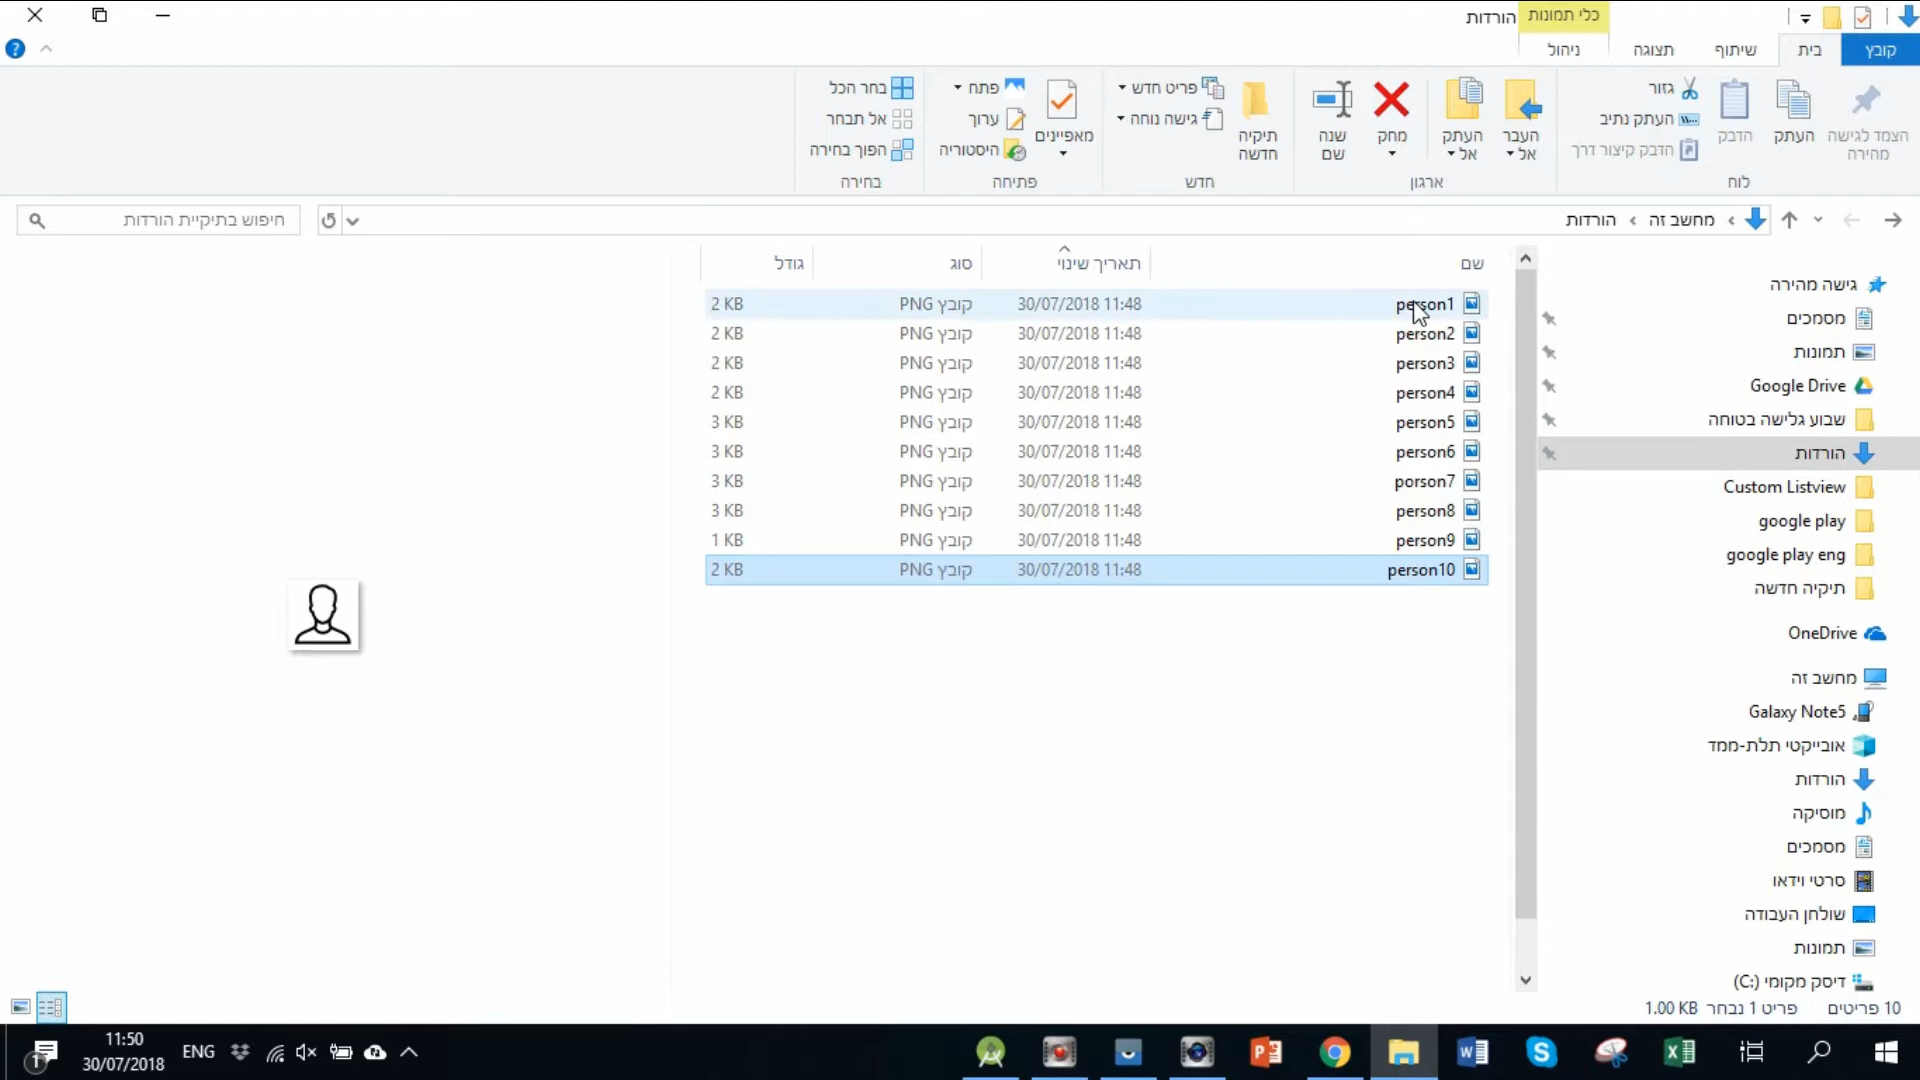 הורדות
כלי תמונות
קובץ
בית
שיתוף
תצוגה
ניהול
הצמד לגישה מהירה
העתק
הדבק
גזור
העתק נתיב
הדבק קיצור דרך
לוח
העבר אל
העתק אל
מחק
שנה שם
ארגון
תיקיה חדשה
פריט חדש
גישה נוחה
חדש
מאפיינים
פתח
ערוך
היסטוריה
פתיחה
בחר הכל
אל תבחר
הפוך בחירה
בחירה
מחשב זה
הורדות
חיפוש בתיקיית הורדות
גישה מהירה
מסמכים
תמונות
Google Drive
שבוע גלישה בטוחה
הורדות
Custom Listview
google play
google play eng
תיקיה חדשה
OneDrive
מחשב זה
Galaxy Note5
אובייקטי תלת-ממד
הורדות
מוסיקה
מסמכים
סרטי וידאו
שולחן העבודה
תמונות
דיסק מקומי (C:)
שם תאריך שינוי סוג גודל
person1 30/07/2018 11:48 קובץ PNG 2 KB
person2 30/07/2018 11:48 קובץ PNG 2 KB
person3 30/07/2018 11:48 קובץ PNG 2 KB
person4 30/07/2018 11:48 קובץ PNG 2 KB
person5 30/07/2018 11:48 קובץ PNG 3 KB
person6 30/07/2018 11:48 קובץ PNG 3 KB
porson7 30/07/2018 11:48 קובץ PNG 3 KB
person8 30/07/2018 11:48 קובץ PNG 3 KB
person9 30/07/2018 11:48 קובץ PNG 1 KB
person10 30/07/2018 11:48 קובץ PNG 2 KB
10 פריטים פריט 1 נבחר 1.00 KB
ENG
11:50
30/07/2018
1